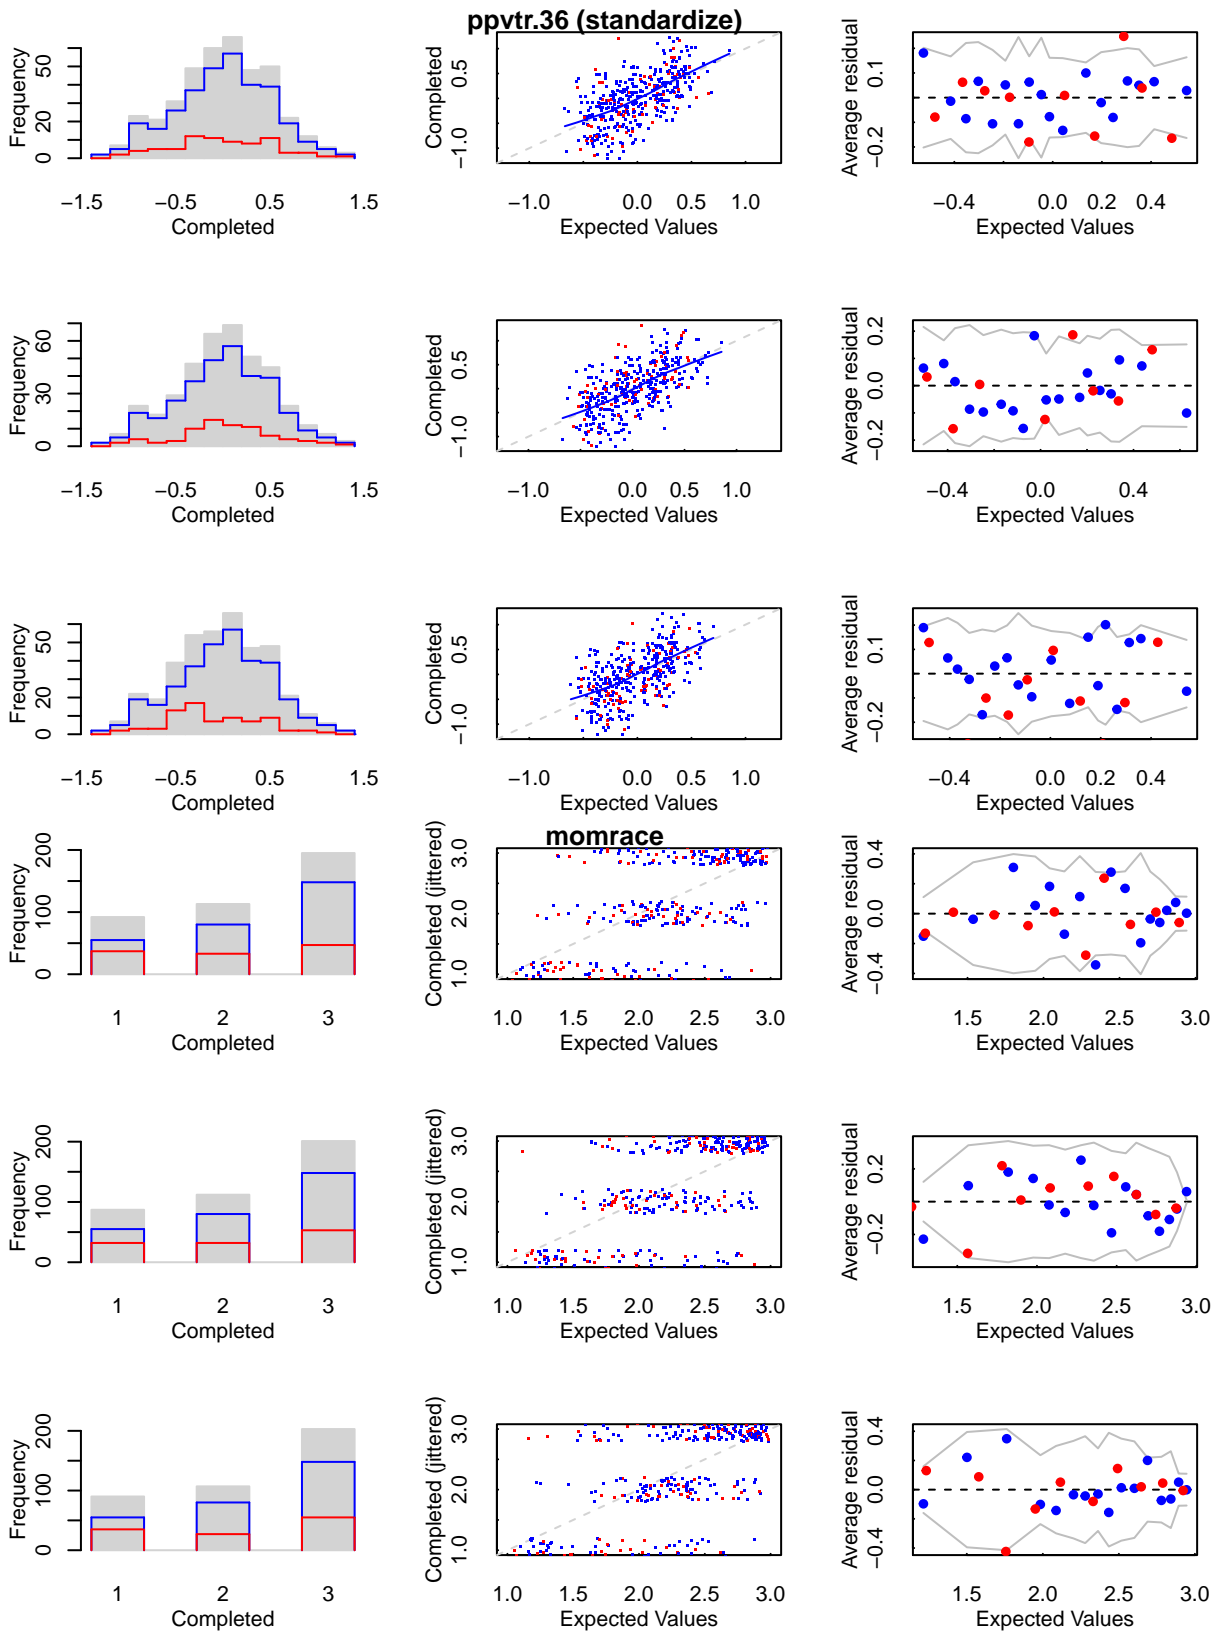 ppvtr.36 (standardize)
Frequency
0 20 50
−1.5 −0.5 0.5 1.5
Completed
Completed
−1.0 0.5
−1.0 0.0 0.5 1.0
Expected Values
Average residual
−0.2 0.1
−0.4 0.0 0.2 0.4
Expected Values
Frequency
0 30 60
−1.5 −0.5 0.5 1.5
Completed
Completed
−1.0 0.5
−1.0 0.0 0.5 1.0
Expected Values
Average residual
−0.2 0.0 0.2
−0.4 0.0 0.4
Expected Values
Frequency
0 20 50
−1.5 −0.5 0.5 1.5
Completed
Completed
−1.0 0.5
−1.0 0.0 0.5 1.0
Expected Values
Average residual
−0.2 0.1
−0.4 0.0 0.2 0.4
Expected Values
momrace
Frequency
0 100 200
1 2 3
Completed
Completed (jittered)
1.0 2.0 3.0
1.0 1.5 2.0 2.5 3.0
Expected Values
Average residual
−0.4 0.0 0.4
1.5 2.0 2.5 3.0
Expected Values
Frequency
0 100 200
1 2 3
Completed
Completed (jittered)
1.0 2.0 3.0
1.0 1.5 2.0 2.5 3.0
Expected Values
Average residual
−0.2 0.2
1.5 2.0 2.5 3.0
Expected Values
Frequency
0 100 200
1 2 3
Completed
Completed (jittered)
1.0 2.0 3.0
1.0 1.5 2.0 2.5 3.0
Expected Values
Average residual
−0.4 0.0 0.4
1.5 2.0 2.5 3.0
Expected Values